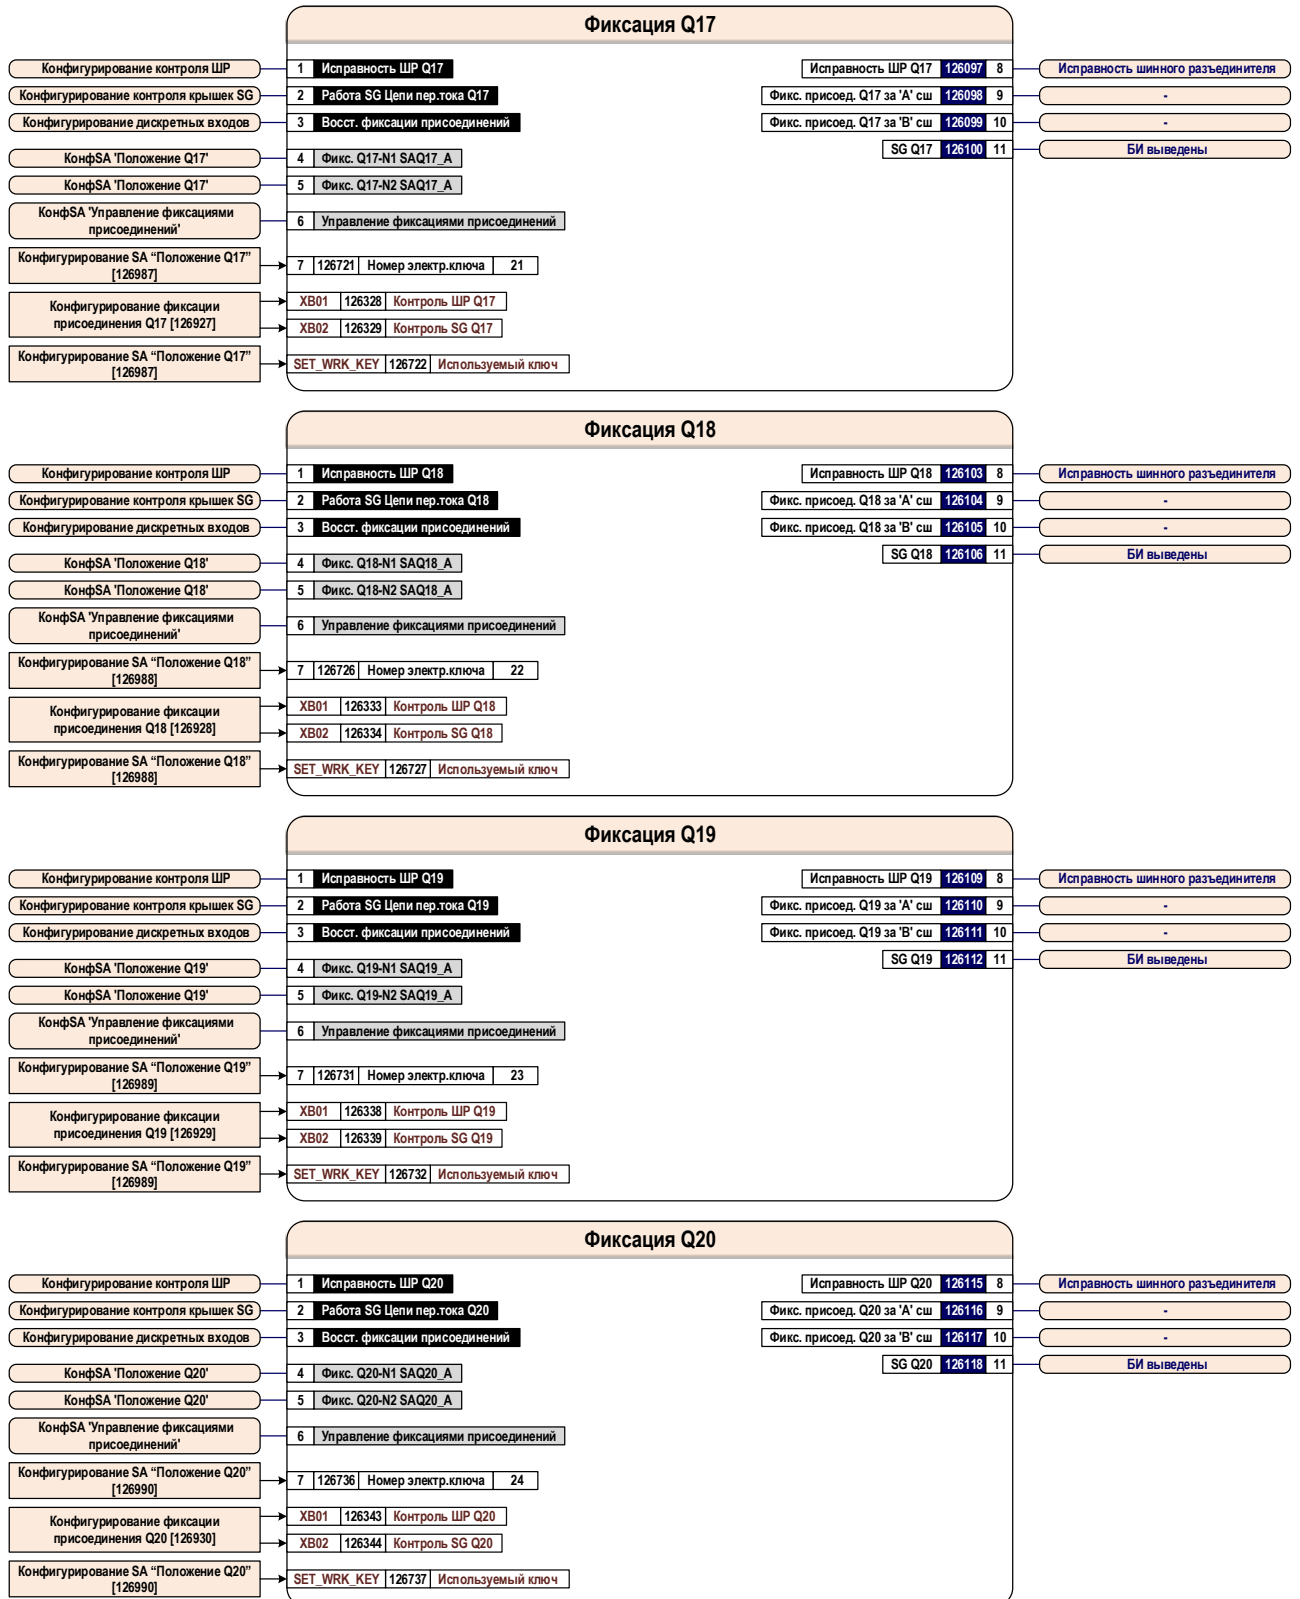 Фиксация Q17
Конфигурирование контроля ШР 1 Исправность ШР Q17 Исправность ШР Q17 126097 8 Исправность шинного разъединителя
Конфигурирование контроля крышек SG 2 Работа SG Цепи пер.тока Q17 Фикс. присоед. Q17 за 'A' сш 126098 9 -
Конфигурирование дискретных входов 3 Восст. фиксации присоединений Фикс. присоед. Q17 за 'B' сш 126099 10 -
SG Q17 126100 11 БИ выведены
КонфSA 'Положение Q17' 4 Фикс. Q17-N1 SAQ17_A
КонфSA 'Положение Q17' 5 Фикс. Q17-N2 SAQ17_A
КонфSA 'Управление фиксациями
присоединений' 6 Управление фиксациями присоединений
Конфигурирование SA “Положение Q17”
[126987] 7 126721 Номер электр.ключа 21
Конфигурирование фиксации
присоединения Q17 [126927]
XB01 126328 Контроль ШР Q17
XB02 126329 Контроль SG Q17
Конфигурирование SA “Положение Q17”
[126987] SET_WRK_KEY 126722 Используемый ключ
Фиксация Q18
Конфигурирование контроля ШР 1 Исправность ШР Q18 Исправность ШР Q18 126103 8 Исправность шинного разъединителя
Конфигурирование контроля крышек SG 2 Работа SG Цепи пер.тока Q18 Фикс. присоед. Q18 за 'A' сш 126104 9 -
Конфигурирование дискретных входов 3 Восст. фиксации присоединений Фикс. присоед. Q18 за 'B' сш 126105 10 -
SG Q18 126106 11 БИ выведены
КонфSA 'Положение Q18' 4 Фикс. Q18-N1 SAQ18_A
КонфSA 'Положение Q18' 5 Фикс. Q18-N2 SAQ18_A
КонфSA 'Управление фиксациями
присоединений' 6 Управление фиксациями присоединений
Конфигурирование SA “Положение Q18”
[126988] 7 126726 Номер электр.ключа 22
Конфигурирование фиксации
присоединения Q18 [126928]
XB01 126333 Контроль ШР Q18
XB02 126334 Контроль SG Q18
Конфигурирование SA “Положение Q18”
[126988] SET_WRK_KEY 126727 Используемый ключ
Фиксация Q19
Конфигурирование контроля ШР 1 Исправность ШР Q19 Исправность ШР Q19 126109 8 Исправность шинного разъединителя
Конфигурирование контроля крышек SG 2 Работа SG Цепи пер.тока Q19 Фикс. присоед. Q19 за 'A' сш 126110 9 -
Конфигурирование дискретных входов 3 Восст. фиксации присоединений Фикс. присоед. Q19 за 'B' сш 126111 10 -
SG Q19 126112 11 БИ выведены
КонфSA 'Положение Q19' 4 Фикс. Q19-N1 SAQ19_A
КонфSA 'Положение Q19' 5 Фикс. Q19-N2 SAQ19_A
КонфSA 'Управление фиксациями
присоединений' 6 Управление фиксациями присоединений
Конфигурирование SA “Положение Q19”
[126989] 7 126731 Номер электр.ключа 23
Конфигурирование фиксации
присоединения Q19 [126929]
XB01 126338 Контроль ШР Q19
XB02 126339 Контроль SG Q19
Конфигурирование SA “Положение Q19”
[126989] SET_WRK_KEY 126732 Используемый ключ
Фиксация Q20
Конфигурирование контроля ШР 1 Исправность ШР Q20 Исправность ШР Q20 126115 8 Исправность шинного разъединителя
Конфигурирование контроля крышек SG 2 Работа SG Цепи пер.тока Q20 Фикс. присоед. Q20 за 'A' сш 126116 9 -
Конфигурирование дискретных входов 3 Восст. фиксации присоединений Фикс. присоед. Q20 за 'B' сш 126117 10 -
SG Q20 126118 11 БИ выведены
КонфSA 'Положение Q20' 4 Фикс. Q20-N1 SAQ20_A
КонфSA 'Положение Q20' 5 Фикс. Q20-N2 SAQ20_A
КонфSA 'Управление фиксациями
присоединений' 6 Управление фиксациями присоединений
Конфигурирование SA “Положение Q20”
[126990] 7 126736 Номер электр.ключа 24
Конфигурирование фиксации
присоединения Q20 [126930]
XB01 126343 Контроль ШР Q20
XB02 126344 Контроль SG Q20
Конфигурирование SA “Положение Q20”
[126990] SET_WRK_KEY 126737 Используемый ключ